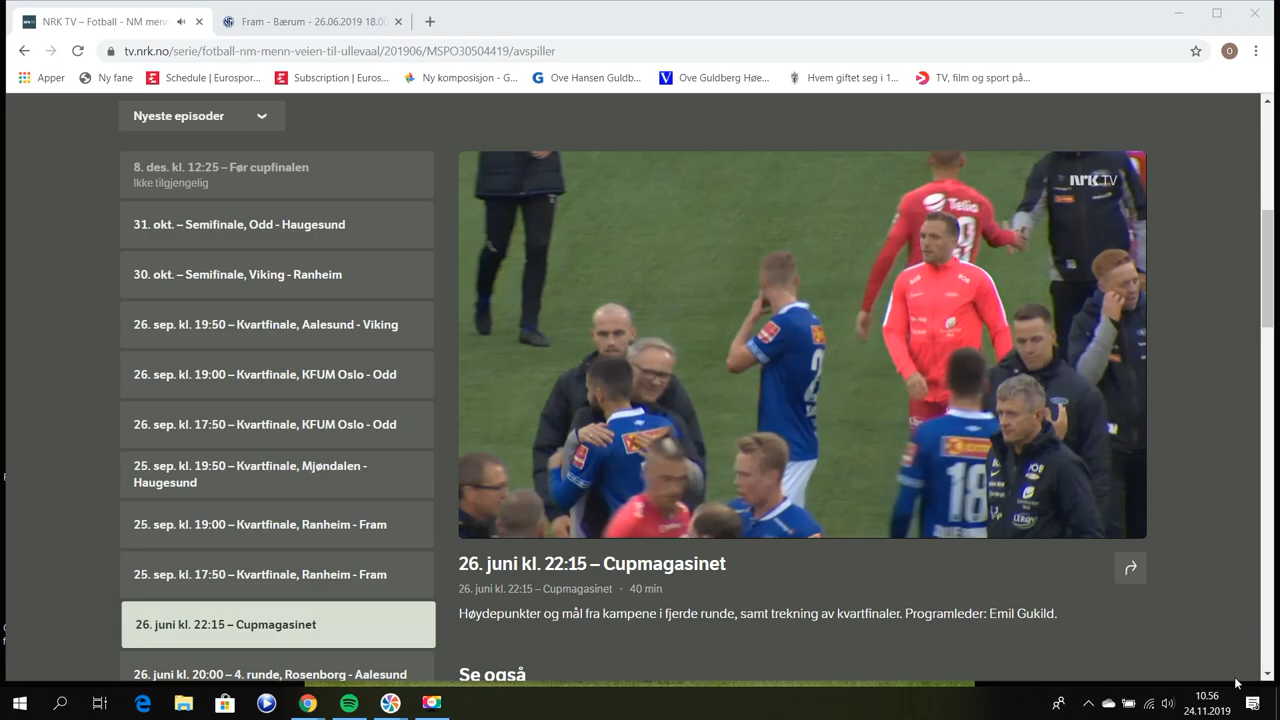 NRK TV – Fotball - NM menn
Fram - Bærum - 26.06.2019 18.00
tv.nrk.no/serie/fotball-nm-menn-veien-til-ullevaal/201906/MSPO30504419/avspiller
O
Apper
Ny fane
Schedule | Eurospor...
Subscription | Euros...
Ny komposisjon - G...
Ove Hansen Guldb...
Ove Guldberg Høe...
Hvem giftet seg i 1...
TV, film og sport på...
Nyeste episoder
8. des. kl. 12:25 – Før cupfinalen
Ikke tilgjengelig
31. okt. – Semifinale, Odd - Haugesund
30. okt. – Semifinale, Viking - Ranheim
26. sep. kl. 19:50 – Kvartfinale, Aalesund - Viking
26. sep. kl. 19:00 – Kvartfinale, KFUM Oslo - Odd
26. sep. kl. 17:50 – Kvartfinale, KFUM Oslo - Odd
25. sep. kl. 19:50 – Kvartfinale, Mjøndalen -
Haugesund
25. sep. kl. 19:00 – Kvartfinale, Ranheim - Fram
25. sep. kl. 17:50 – Kvartfinale, Ranheim - Fram
26. juni kl. 22:15 – Cupmagasinet
26. juni kl. 20:00 – 4. runde, Rosenborg - Aalesund
nrk TV
Telia
9
2
18
LERØY
26. juni kl. 22:15 – Cupmagasinet
26. juni kl. 22:15 – Cupmagasinet · 40 min
Høydepunkter og mål fra kampene i fjerde runde, samt trekning av kvartfinaler. Programleder: Emil Gukild.
Se også
10.56
24.11.2019